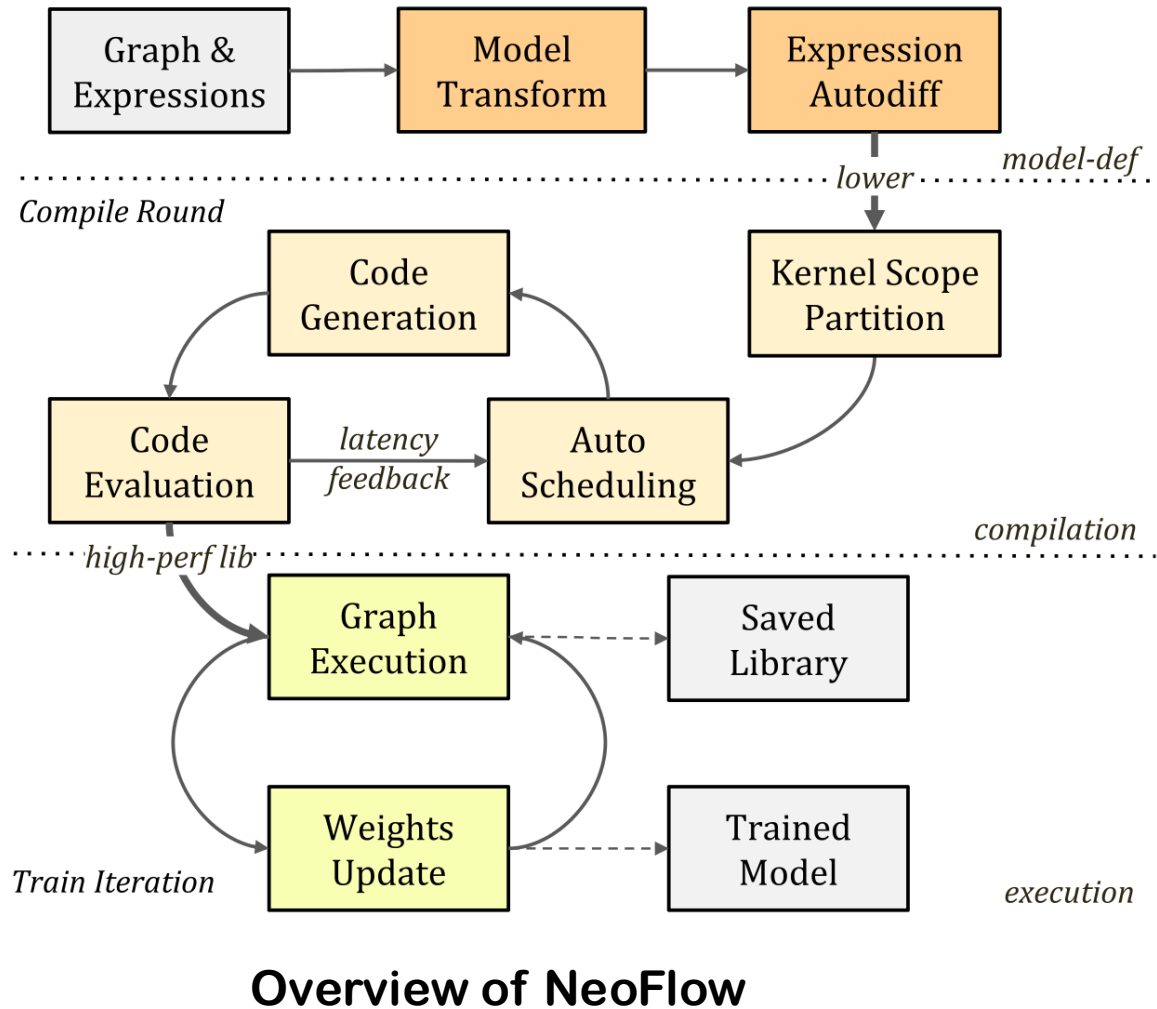 Graph &
Expressions
Model
Transform
Expression
Autodiff
model-def
lower
Compile Round
Code
Generation
Kernel Scope
Partition
Code
Evaluation
latency
feedback
Auto
Scheduling
compilation
high-perf lib
Graph
Execution
Saved
Library
Weights
Update
Trained
Model
Train Iteration
execution
Overview of NeoFlow